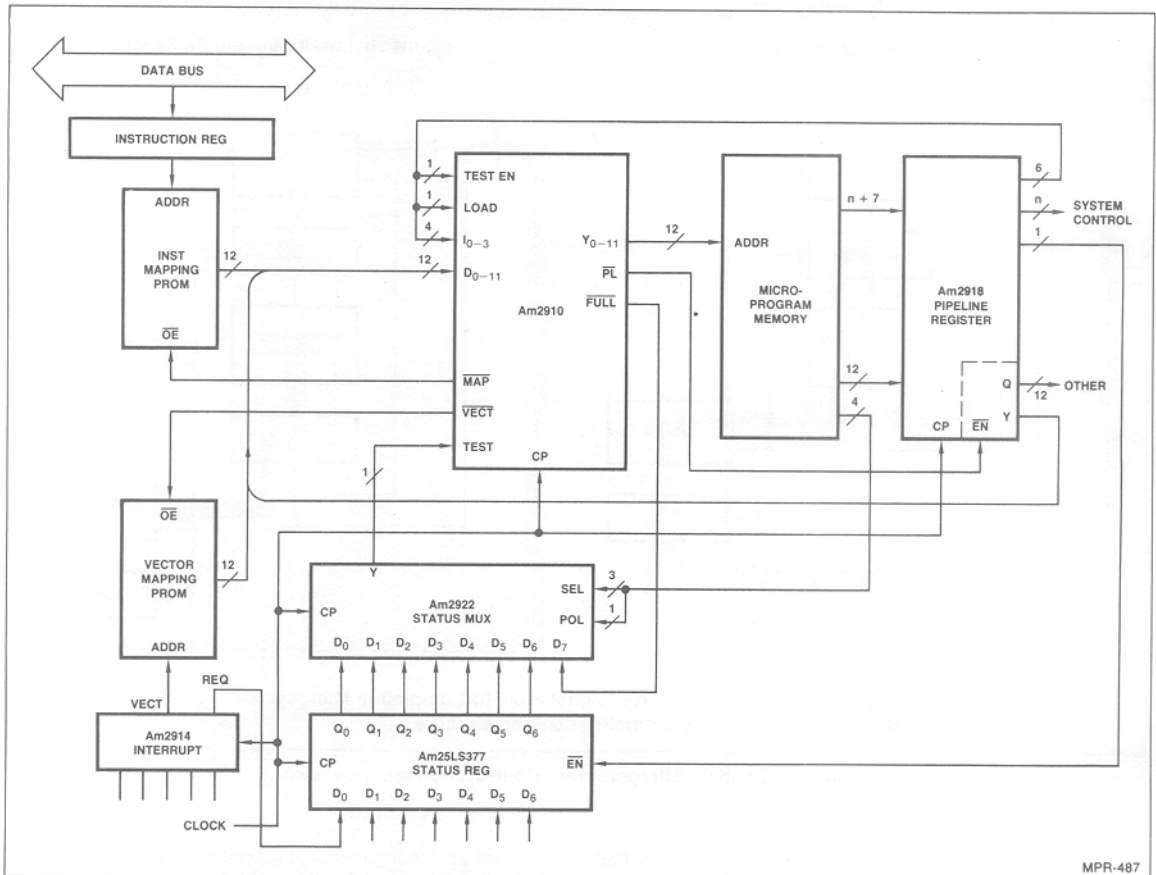 DATA BUS
INSTRUCTION REG
ADDR
INST
MAPPING
PROM
OE
12
1
TEST EN
1
LOAD
4
I0–3
12
D0–11
Am2910
Y0–11
12
PL
FULL
MAP
VECT
TEST
CP
1
ADDR
MICRO-
PROGRAM
MEMORY
n + 7
12
4
Am2918
PIPELINE
REGISTER
6
n
SYSTEM
CONTROL
1
Q
12
OTHER
Y
CP
EN
OE
VECTOR
MAPPING
PROM
12
ADDR
Y
Am2922
STATUS MUX
CP
SEL
3
POL
1
D0 D1 D2 D3 D4 D5 D6 D7
VECT
REQ
Am2914
INTERRUPT
Q0 Q1 Q2 Q3 Q4 Q5 Q6
Am25LS377
STATUS REG
CP
EN
D0 D1 D2 D3 D4 D5 D6
CLOCK
MPR-487